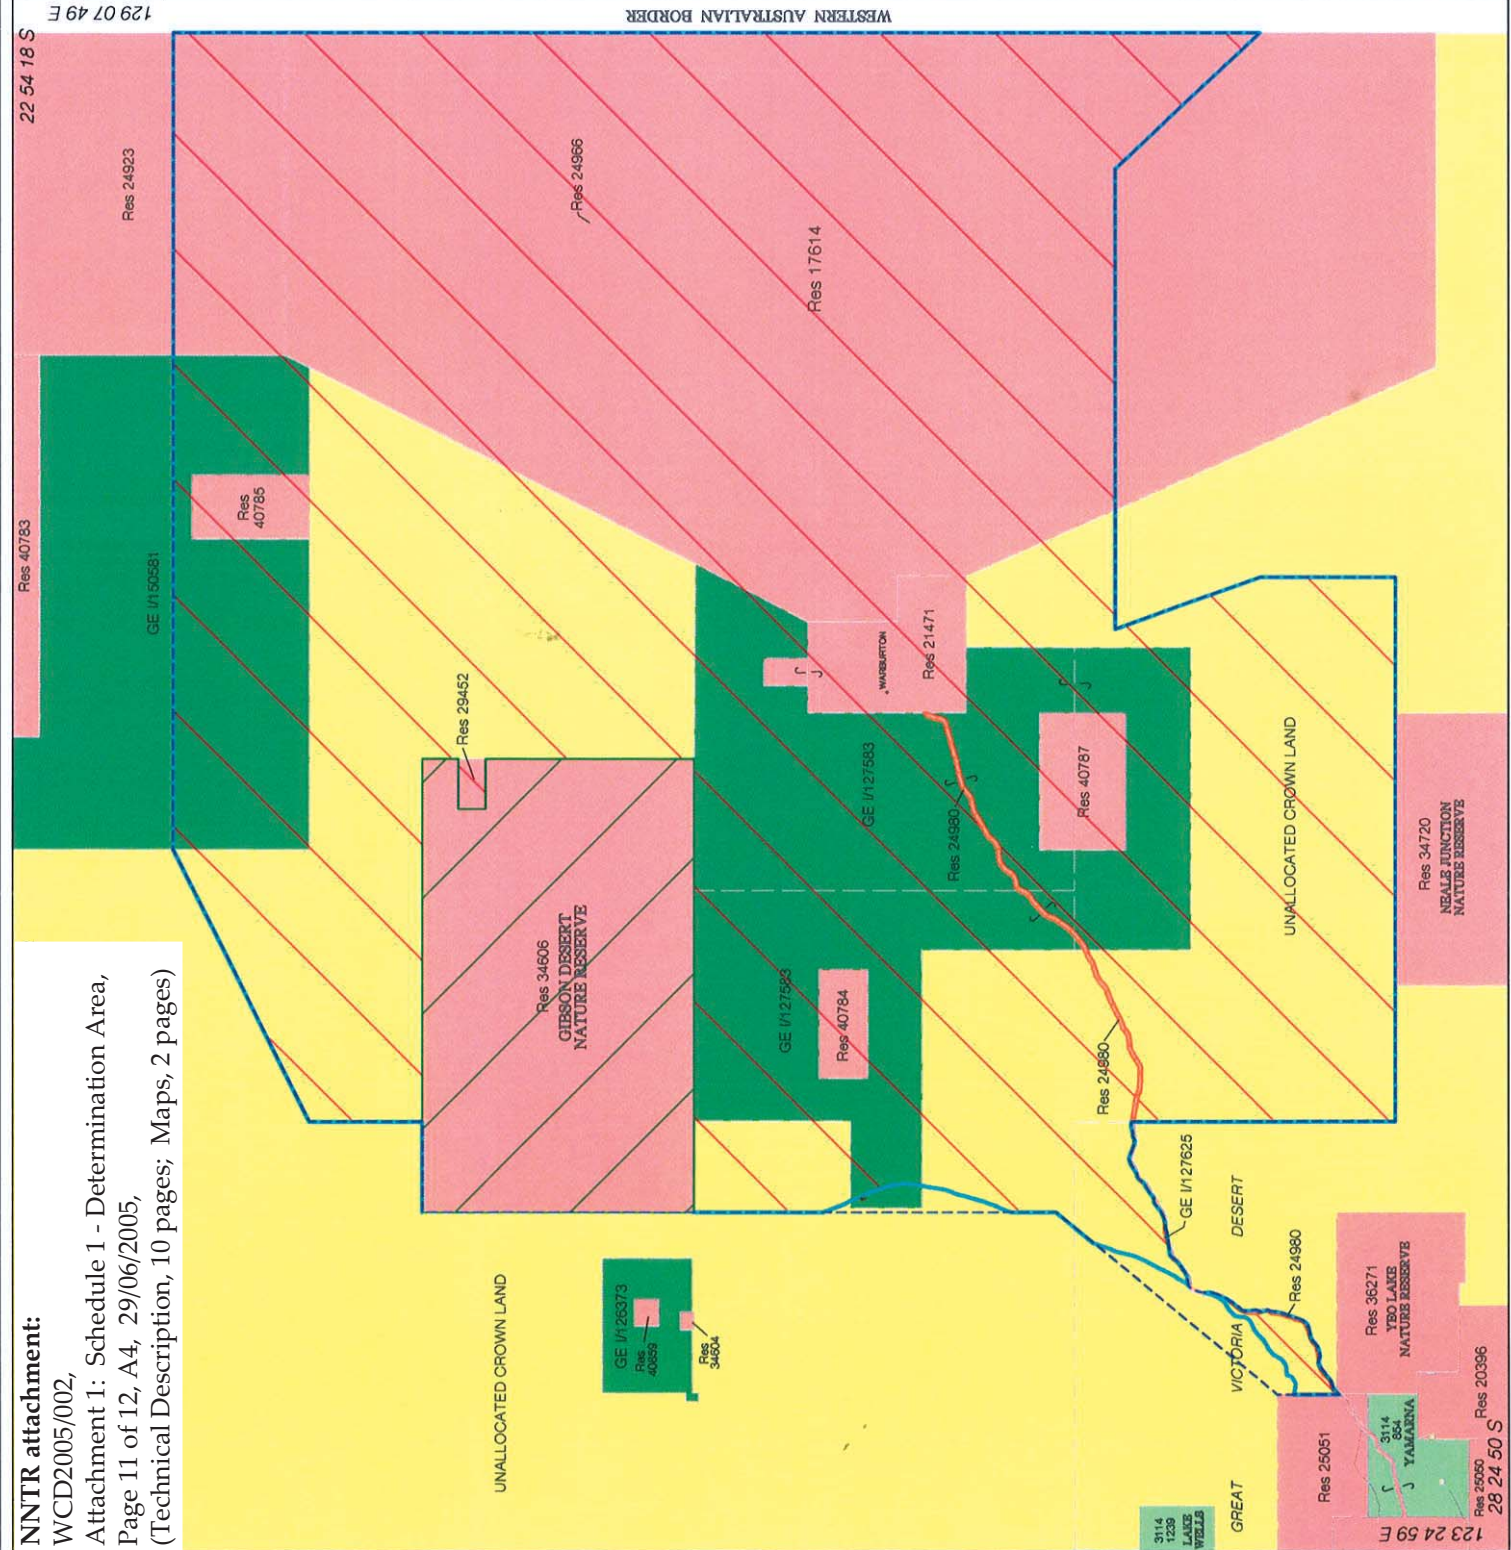 NNTR attachment:
WCD2005/002,
Attachment 1: Schedule 1 - Determination Area,
Page 11 of 12, A4, 29/06/2005,
(Technical Description, 10 pages; Maps, 2 pages)
129 07 49 E
22 54 18 S
WESTERN AUSTRALIAN BORDER
Res 24923
Res 24966
Res 17614
Res 40783
GE I/150581
Res
40785
Res 29452
Res 34606
GIBSON DESERT
NATURE RESERVE
WARBURTON
Res 21471
GE I/127583
Res 24980
Res 40787
GE I/127583
Res 40784
Res 24980
UNALLOCATED CROWN LAND
Res 34720
NEALE JUNCTION
NATURE RESERVE
GE I/127625
UNALLOCATED CROWN LAND
GE I/126373
Res
40859
Res
34604
Res 24980
GREAT VICTORIA DESERT
Res 36271
YEO LAKE
NATURE RESERVE
Res 20396
Res 25051
3114
854
YAMARNA
3114
1239
LAKE
WELLS
Res 25050
28 24 50 S
123 24 59 E